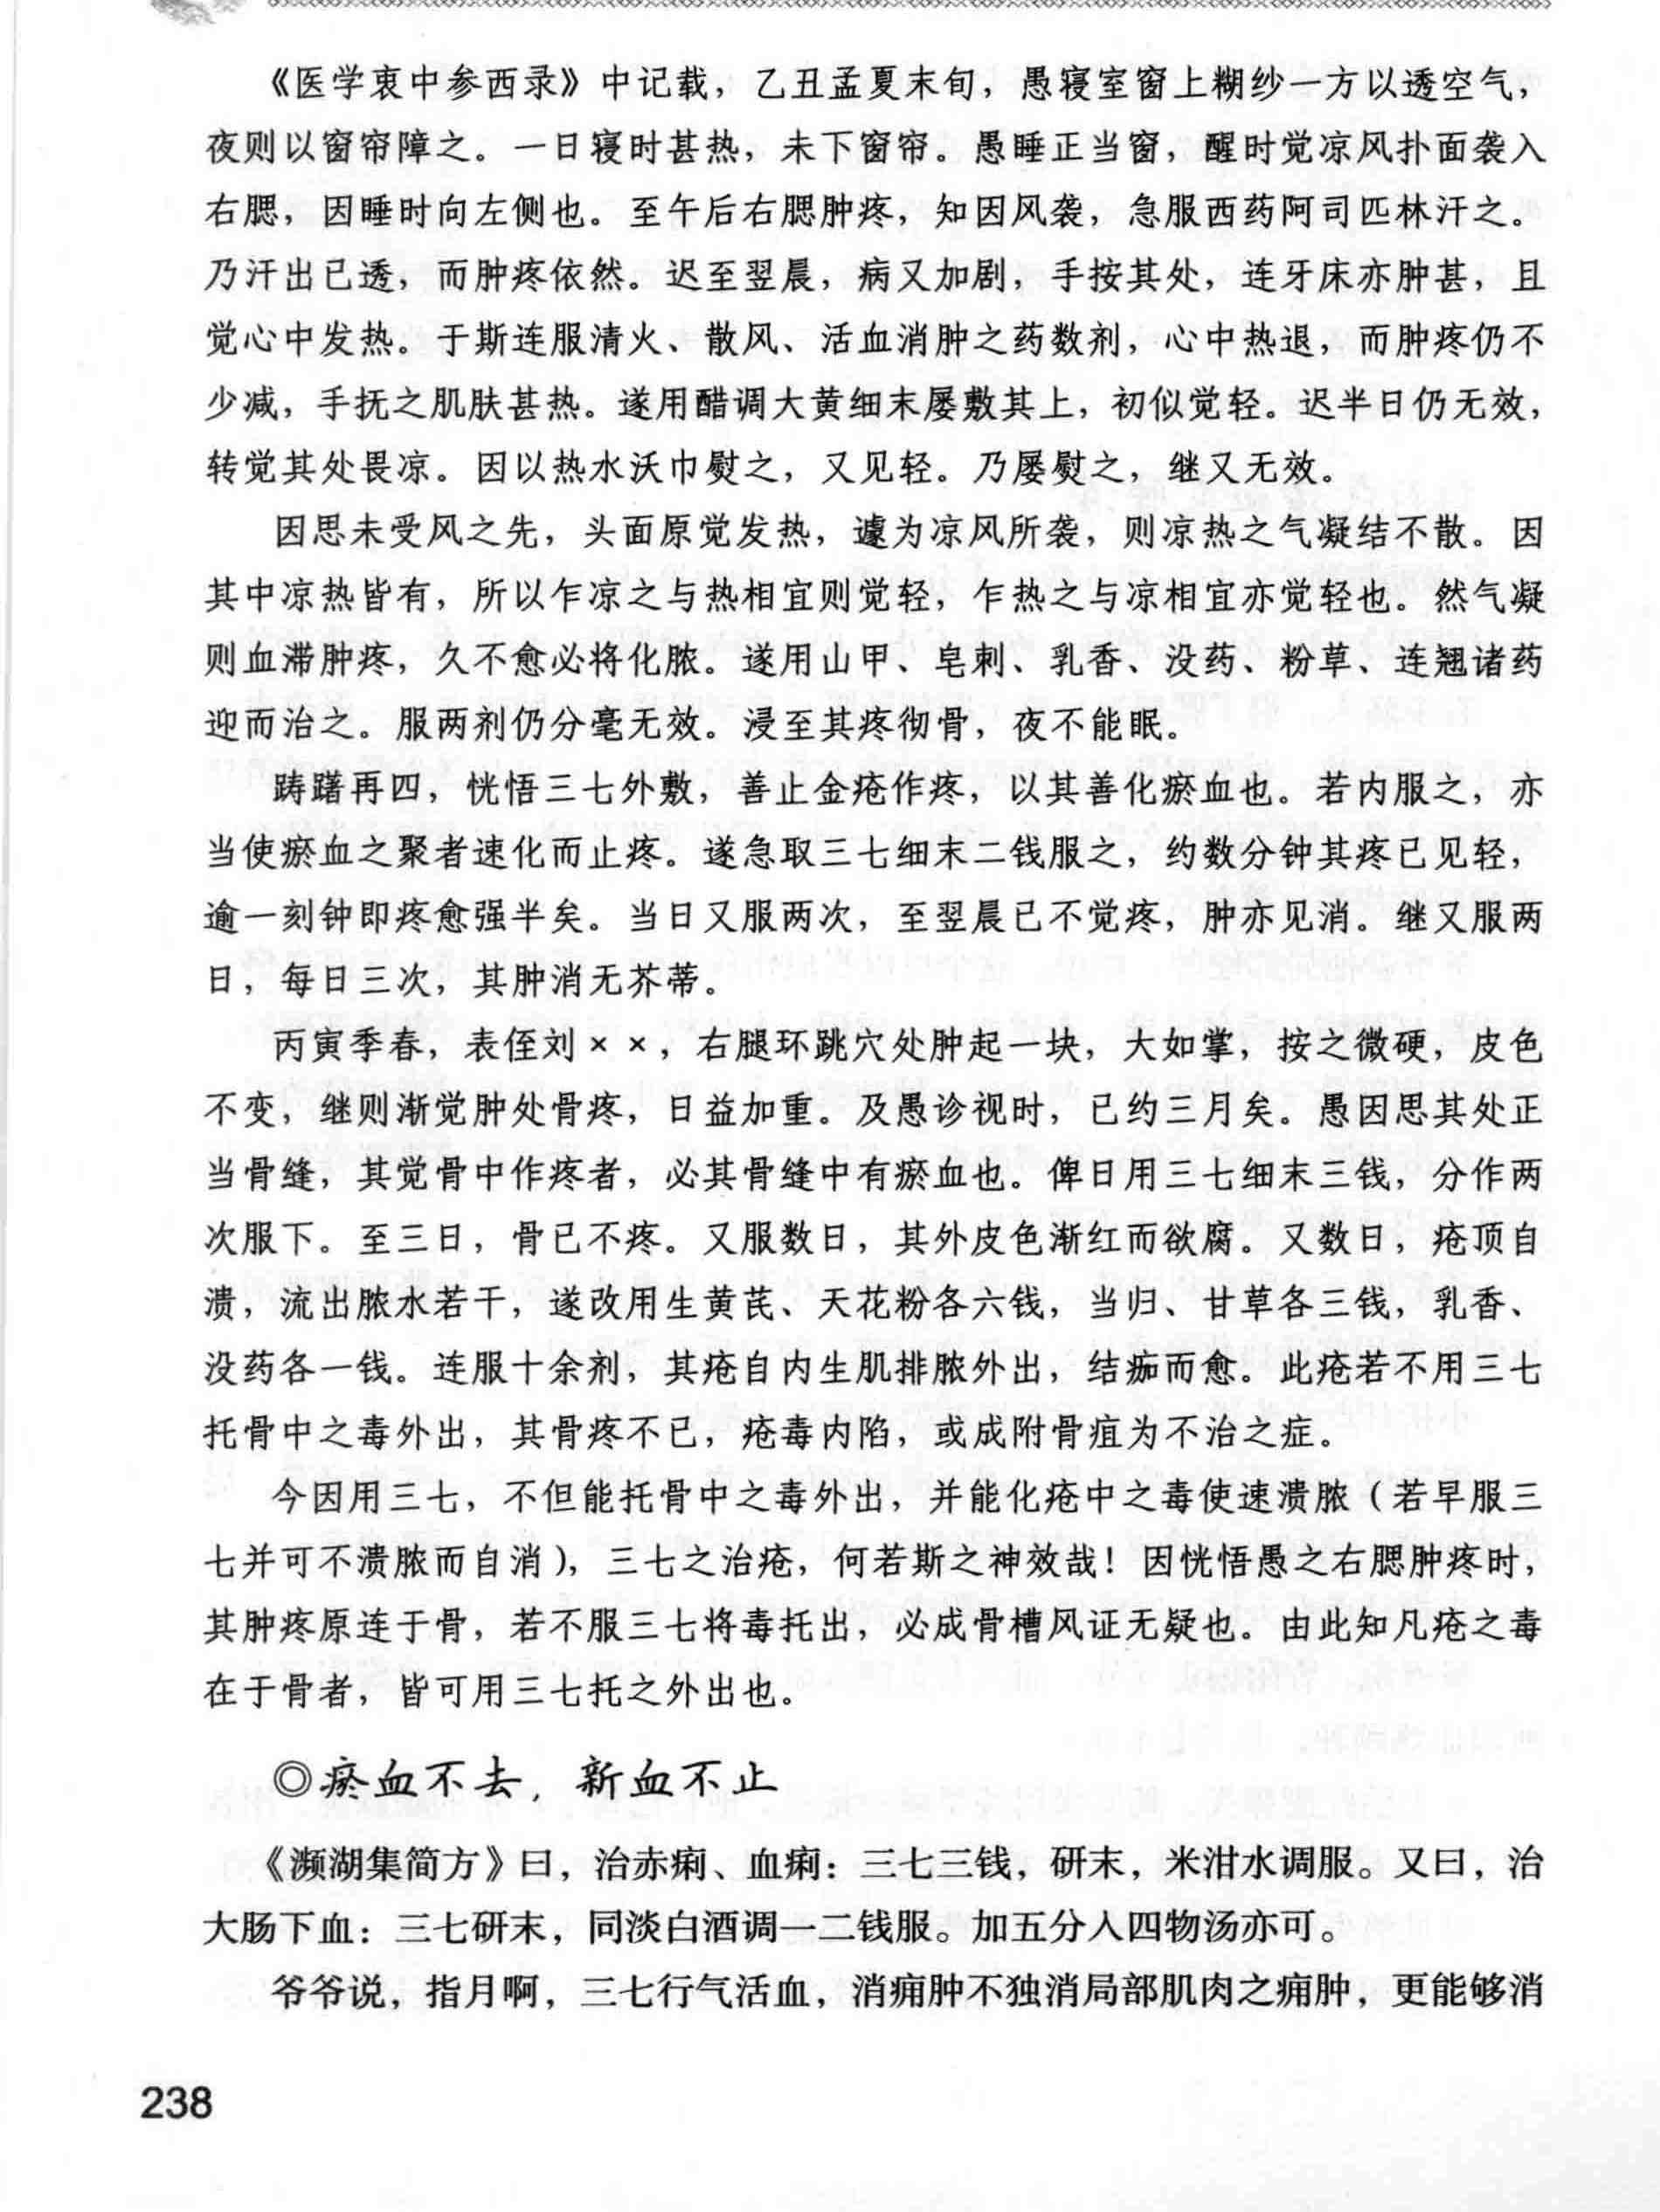 《医学衷中参西录》中记载，乙丑孟夏末旬，愚寝室窗上糊纱一方以透空气，
夜则以窗帘障之。一日寝时甚热，未下窗帘。愚睡正当窗，醒时觉凉风扑面袭入
右腮，因睡时向左侧也。至午后右腮肿疼，知因风袭，急服西药阿司匹林汗之。
乃汗出已透，而肿疼依然。迟至翌晨，病又加剧，手按其处，连牙床亦肿甚，且
觉心中发热。于斯连服清火、散风、活血消肿之药数剂，心中热退，而肿疼仍不
少减，手抚之肌肤甚热。遂用醋调大黄细末屡敷其上，初似觉轻。迟半日仍无效，
转觉其处畏凉。因以热水沃巾熨之，又见轻。乃屡熨之，继又无效。
因思未受风之先，头面原觉发热，遽为凉风所袭，则凉热之气凝结不散。因
其中凉热皆有，所以乍凉之与热相宜则觉轻，乍热之与凉相宜亦觉轻也。然气凝
则血滞肿疼，久不愈必将化脓。遂用山甲、皂刺、乳香、没药、粉草、连翘诸药
迎而治之。服两剂仍分毫无效。浸至其疼彻骨，夜不能眠。
踌躇再四，恍悟三七外敷，善止金疮作疼，以其善化瘀血也。若内服之，亦
当使瘀血之聚者速化而止疼。遂急取三七细末二钱服之，约数分钟其疼已见轻，
逾一刻钟即疼愈强半矣。当日又服两次，至翌晨已不觉疼，肿亦见消。继又服两
日，每日三次，其肿消无芥蒂。
丙寅季春，表侄刘××，右腿环跳穴处肿起一块，大如掌，按之微硬，皮色
不变，继则渐觉肿处骨疼，日益加重。及愚诊视时，已约三月矣。愚因思其处正
当骨缝，其觉骨中作疼者，必其骨缝中有瘀血也。俾日用三七细末三钱，分作两
次服下。至三日，骨已不疼。又服数日，其外皮色渐红而欲腐。又数日，疮顶自
溃，流出脓水若干，遂改用生黄芪、天花粉各六钱，当归、甘草各三钱，乳香、
没药各一钱。连服十余剂，其疮自内生肌排脓外出，结痂而愈。此疮若不用三七
托骨中之毒外出，其骨疼不已，疮毒内陷，或成附骨疽为不治之症。
今因用三七，不但能托骨中之毒外出，并能化疮中之毒使速溃脓（若早服三
七并可不溃脓而自消），三七之治疮，何若斯之神效哉！因恍悟愚之右腮肿疼时，
其肿疼原连于骨，若不服三七将毒托出，必成骨槽风证无疑也。由此知凡疮之毒
在于骨者，皆可用三七托之外出也。
◎瘀血不去，新血不止
《濒湖集简方》曰，治赤痢、血痢：三七三钱，研末，米泔水调服。又曰，治
大肠下血：三七研末，同淡白酒调一二钱服。加五分入四物汤亦可。
爷爷说，指月啊，三七行气活血，消痈肿不独消局部肌肉之痈肿，更能够消
238